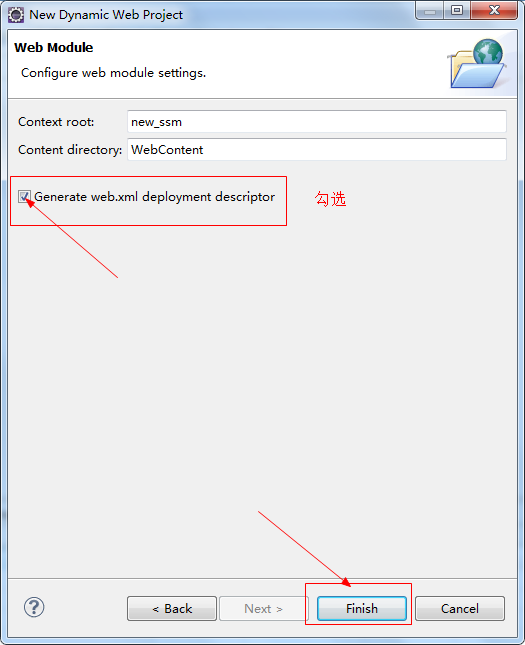 New Dynamic Web Project
Web Module
Configure web module settings.
Context root: new_ssm
Content directory: WebContent
Generate web.xml deployment descriptor 勾选
?
< Back Next > Finish Cancel